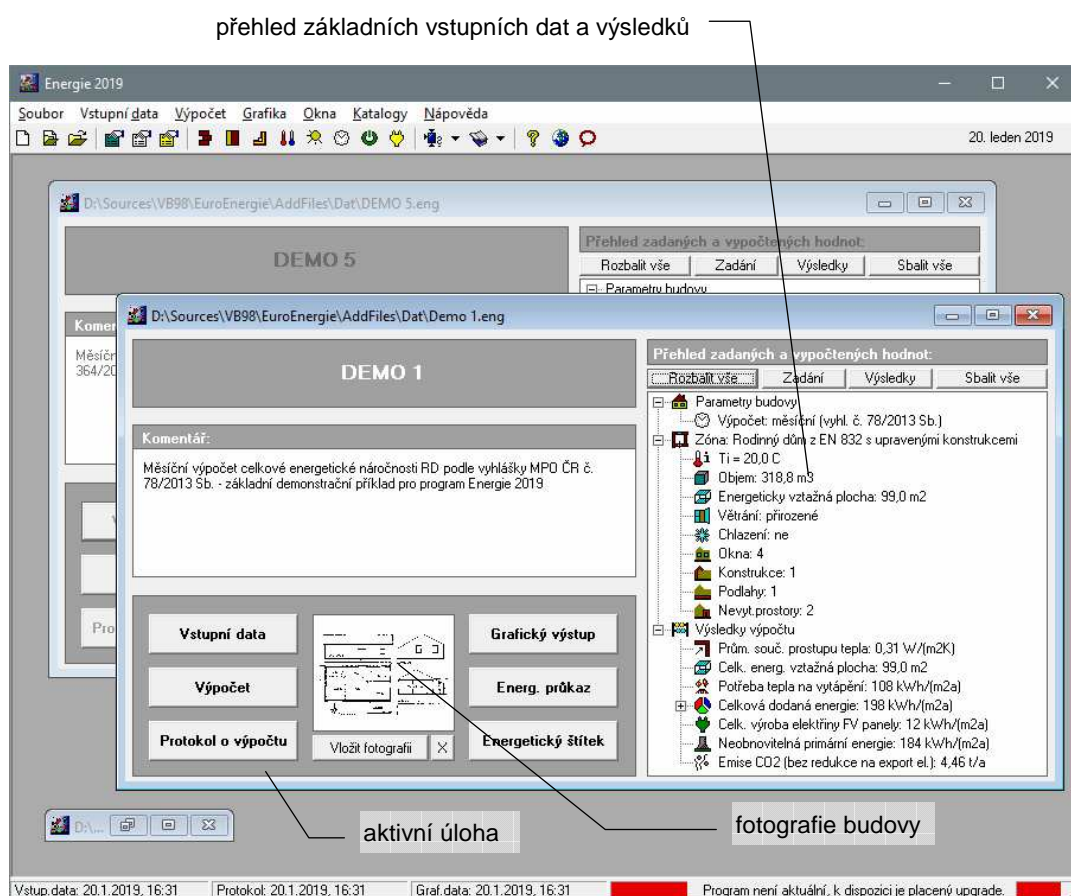 přehled základních vstupních dat a výsledků
Energie 2019
Soubor Vstupní data Výpočet Grafika Okna Katalogy Nápověda
20. leden 2019
D:\Sources\VB98\EuroEnergie\AddFiles\Dat\DEMO 5.eng
DEMO 5
Přehled zadaných a vypočtených hodnot:
Rozbalit vše Zadání Výsledky Sbalit vše
Parametry budovy
Měsíčn
364/20
Pro
D:\Sources\VB98\EuroEnergie\AddFiles\Dat\Demo 1.eng
DEMO 1
Komentář:
Měsíční výpočet celkové energetické náročnosti RD podle vyhlášky MPO ČR č.
78/2013 Sb. - základní demonstrační příklad pro program Energie 2019
Vstupní data
Výpočet
Protokol o výpočtu
Vložit fotografii X
Grafický výstup
Energ. průkaz
Energetický štítek
Přehled zadaných a vypočtených hodnot:
Rozbalit vše Zadání Výsledky Sbalit vše
Parametry budovy
Výpočet: měsíční (vyhl. č. 78/2013 Sb.)
Zóna: Rodinný dům z EN 832 s upravenými konstrukcemi
Ti = 20,0 C
Objem: 318,8 m3
Energeticky vztažná plocha: 99,0 m2
Větrání: přirozené
Chlazení: ne
Okna: 4
Konstrukce: 1
Podlahy: 1
Nevyt.prostory: 2
Výsledky výpočtu
Prům. souč. prostupu tepla: 0,31 W/(m2K)
Celk. energ. vztažná plocha: 99,0 m2
Potřeba tepla na vytápění: 108 kWh/(m2a)
Celková dodaná energie: 198 kWh/(m2a)
Celk. výroba elektřiny FV panely: 12 kWh/(m2a)
Neobnovitelná primární energie: 184 kWh/(m2a)
Emise CO2 (bez redukce na export el.): 4,46 t/a
D:\...
aktivní úloha
fotografie budovy
Vstup.data: 20.1.2019, 16:31 Protokol: 20.1.2019, 16:31 Graf.data: 20.1.2019, 16:31 Program není aktuální, k dispozici je placený upgrade.